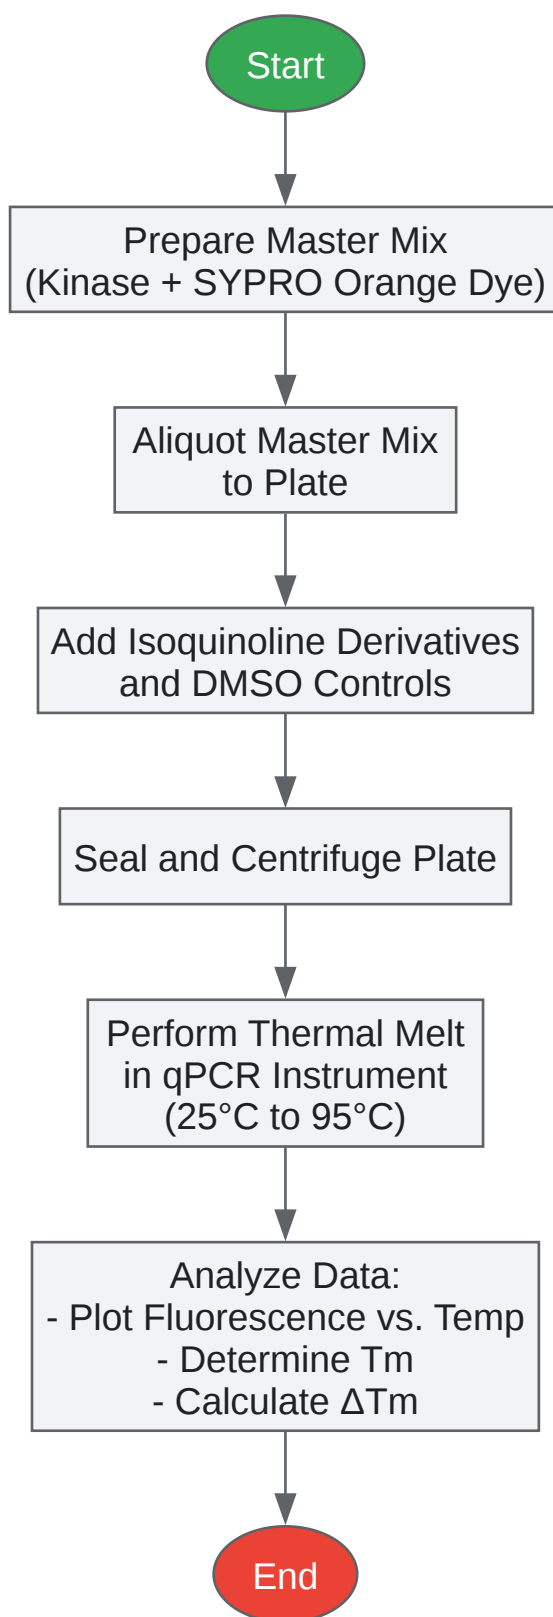 Start
Prepare Master Mix
(Kinase + SYPRO Orange Dye)
Aliquot Master Mix
to Plate
Add Isoquinoline Derivatives
and DMSO Controls
Seal and Centrifuge Plate
Perform Thermal Melt
in qPCR Instrument
(25°C to 95°C)
Analyze Data:
- Plot Fluorescence vs. Temp
- Determine Tm
- Calculate ΔTm
End